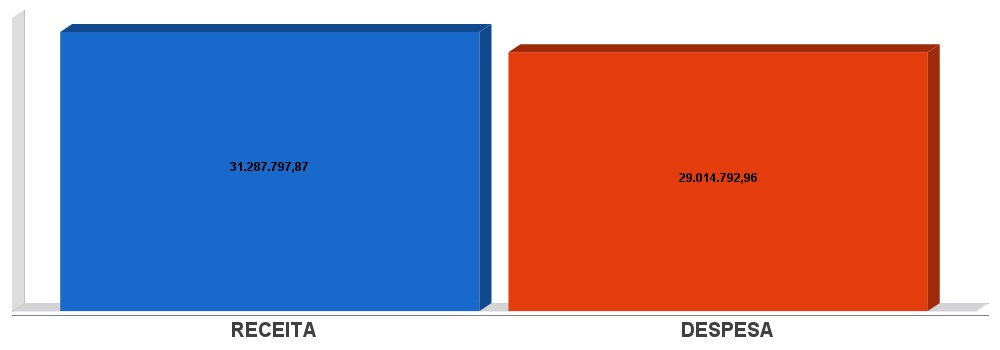 31.287.797,87
29.014.792,96
RECEITA
DESPESA